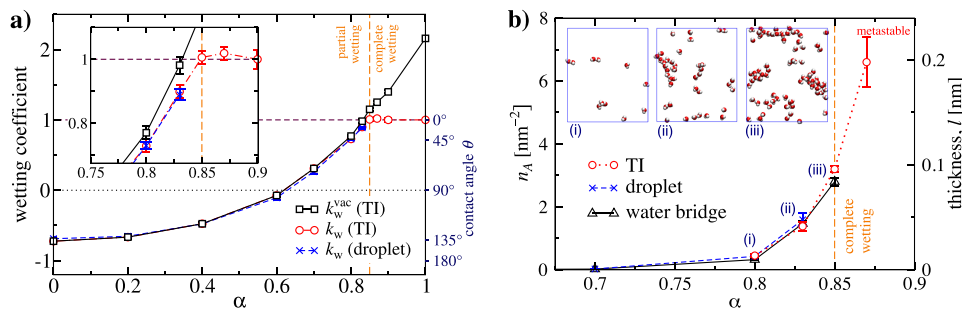 a)
wetting coefficient
2
1
0
-1
0
0.2
0.4
0.6
0.8
1
α
partial wetting
complete wetting
0°
45°
90°
135°
180°
contact angle θ
1
0.8
0.75
0.8
0.85
0.9
k_w^vac (TI)
k_w (TI)
k_w (droplet)
b)
n_A [nm⁻²]
8
6
4
2
0
0.7
0.75
0.8
0.85
0.9
α
metastable
(i)
(ii)
(iii)
(i)
(ii)
(iii)
TI
droplet
water bridge
complete wetting
0.2
0.1
0
thickness, l [nm]